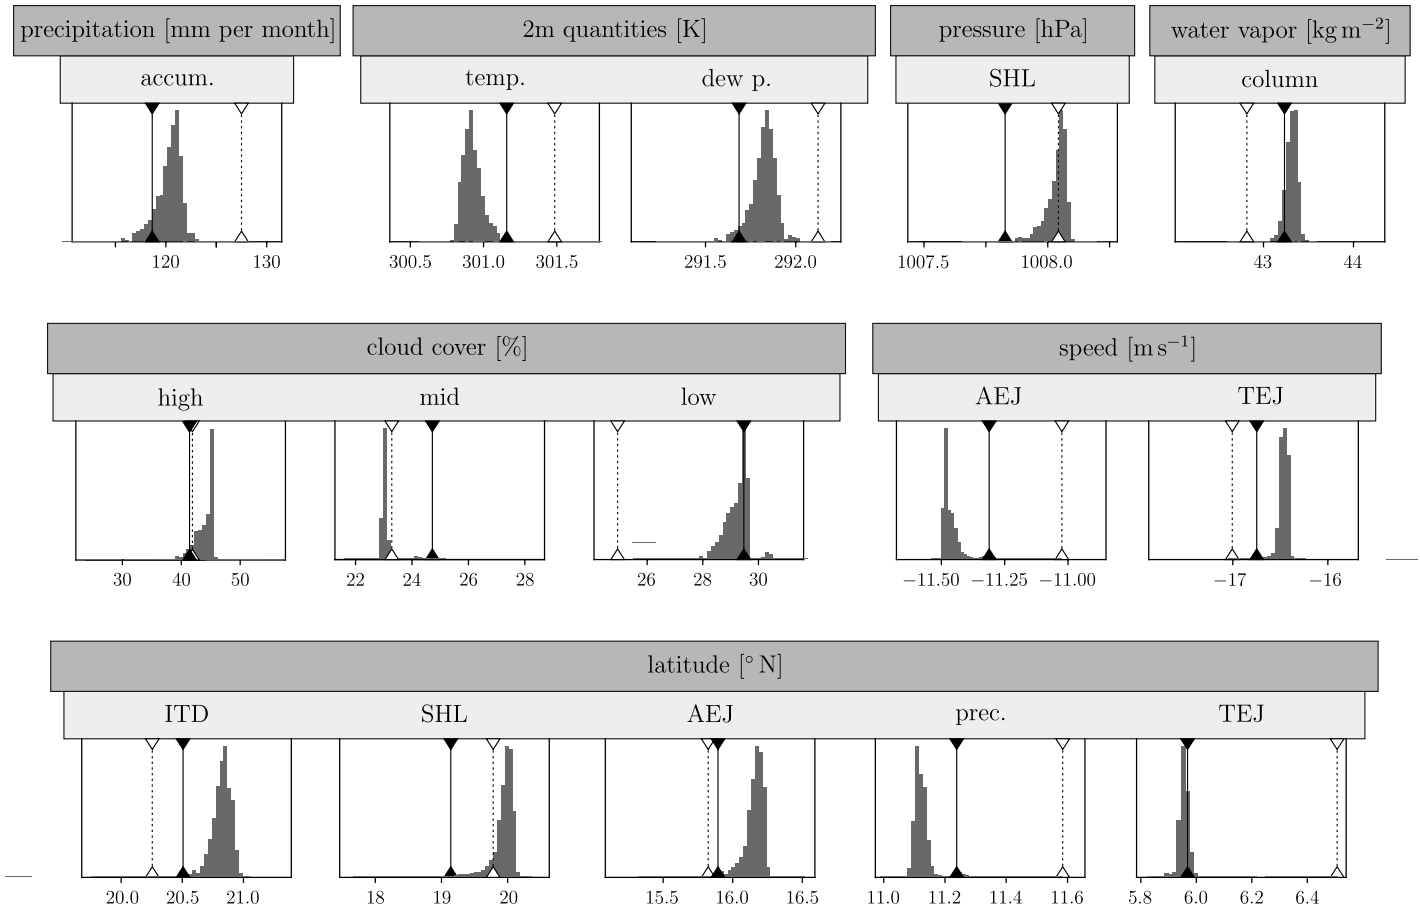 precipitation [mm per month] 2m quantities [K] pressure [hPa] water vapor [kg m⁻²]
accum. temp. dew p. SHL column
120 130 300.5 301.0 301.5 291.5 292.0 1007.5 1008.0 43 44
cloud cover [%] speed [m s⁻¹]
high mid low AEJ TEJ
30 40 50 22 24 26 28 26 28 30 −11.50 −11.25 −11.00 −17 −16
latitude [° N]
ITD SHL AEJ prec. TEJ
20.0 20.5 21.0 18 19 20 15.5 16.0 16.5 11.0 11.2 11.4 11.6 5.8 6.0 6.2 6.4